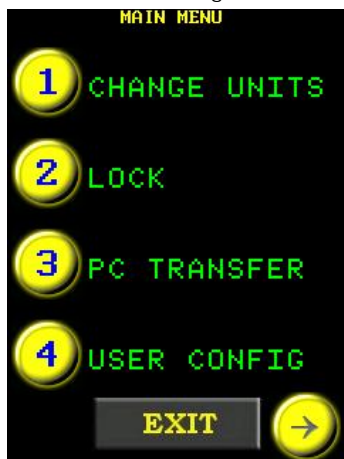 MAIN MENU
1 CHANGE UNITS
2 LOCK
3 PC TRANSFER
4 USER CONFIG
EXIT